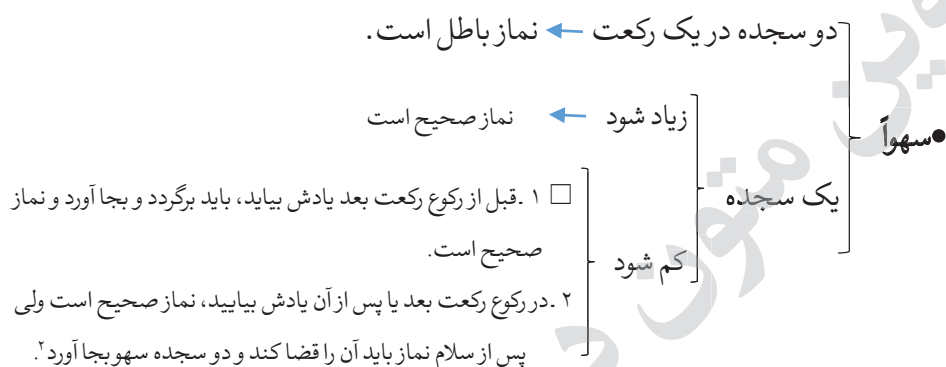 دو سجده در یک رکعت ← نماز باطل است.
زیاد شود ← نماز صحیح است
●سهواً
یک سجده
□ ۱ .قبل از رکوع رکعت بعد یادش بیاید، باید برگردد و بجا آورد و نماز
صحیح است.
کم شود
۲ .در رکوع رکعت بعد یا پس از آن یادش بیایید، نماز صحیح است ولی
پس از سلام نماز باید آن را قضا کند و دو سجده سهو بجا آورد۲.
متون